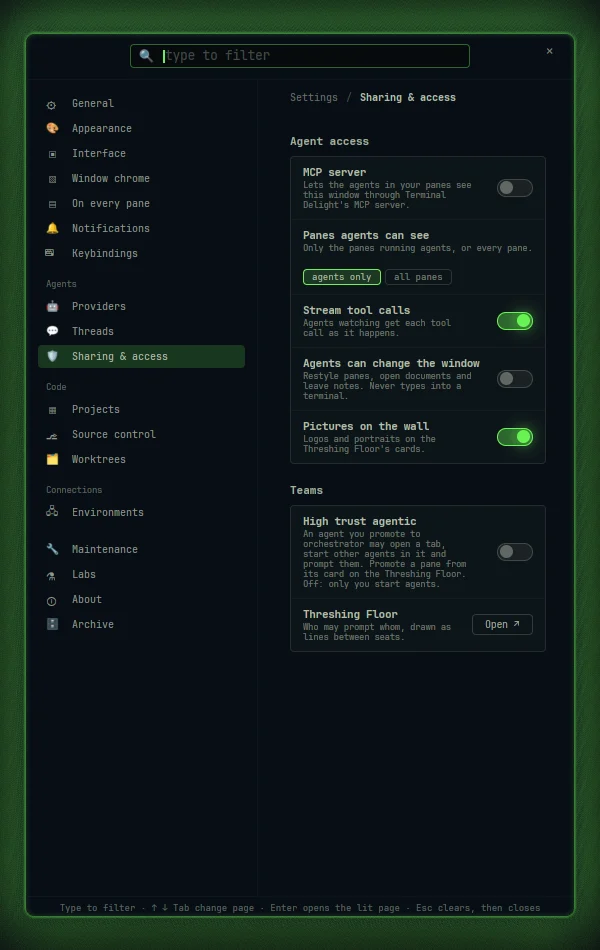 type to filter
×
General
Appearance
Interface
Window chrome
On every pane
Notifications
Keybindings
Agents
Providers
Threads
Sharing & access
Code
Projects
Source control
Worktrees
Connections
Environments
Maintenance
Labs
About
Archive
Settings / Sharing & access
Agent access
MCP server
Lets the agents in your panes see
this window through Terminal
Delight's MCP server.
Panes agents can see
Only the panes running agents, or every pane.
agents only
all panes
Stream tool calls
Agents watching get each tool
call as it happens.
Agents can change the window
Restyle panes, open documents and
leave notes. Never types into a
terminal.
Pictures on the wall
Logos and portraits on the
Threshing Floor's cards.
Teams
High trust agentic
An agent you promote to
orchestrator may open a tab,
start other agents in it and
prompt them. Promote a pane from
its card on the Threshing Floor.
Off: only you start agents.
Threshing Floor
Who may prompt whom, drawn as
lines between seats.
Open ↗
Type to filter · ↑ ↓ Tab change page · Enter opens the lit page · Esc clears, then closes